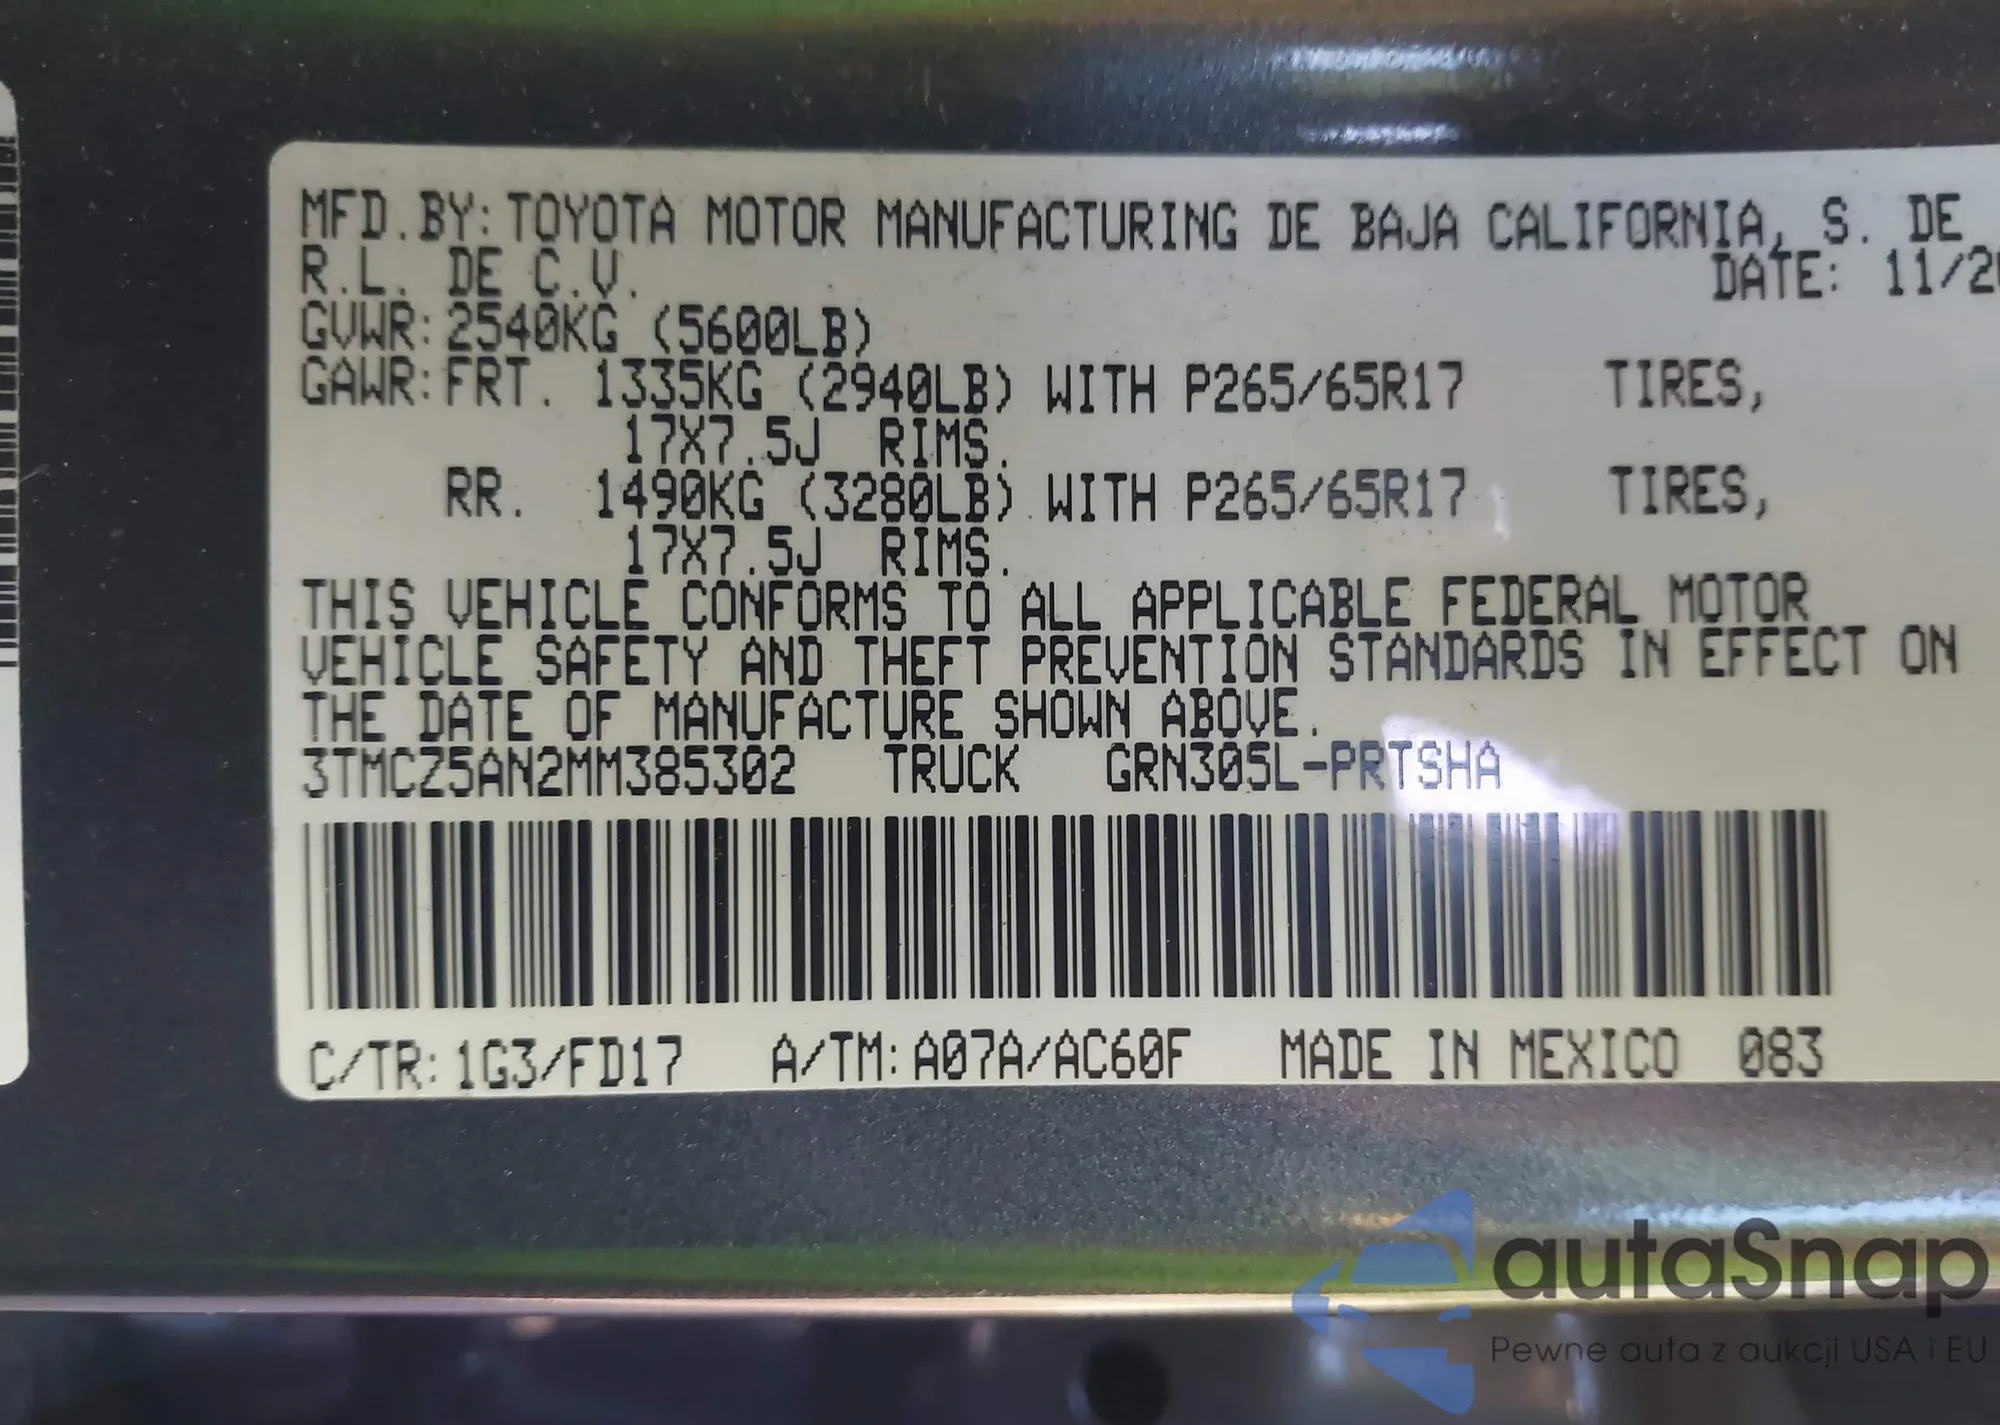 MFD.BY: TOYOTA MOTOR MANUFACTURING DE BAJA CALIFORNIA, S. DE
R.L. DE C.V.
DATE: 11/2
GVWR: 2540KG (5600LB)
GAWR: FRT. 1335KG (2940LB) WITH P265/65R17 TIRES,
17X7.5J RIMS.
RR. 1490KG (3280LB) WITH P265/65R17 TIRES,
17X7.5J RIMS.
THIS VEHICLE CONFORMS TO ALL APPLICABLE FEDERAL MOTOR
VEHICLE SAFETY AND THEFT PREVENTION STANDARDS IN EFFECT ON
THE DATE OF MANUFACTURE SHOWN ABOVE.
3TMCZ5AN2MM385302 TRUCK GRN305L-PRTSHA
C/TR: 1G3/FD17 A/TM: A07A/AC60F MADE IN MEXICO 083
autaSnap
Pewne auta z aukcji USA i EU